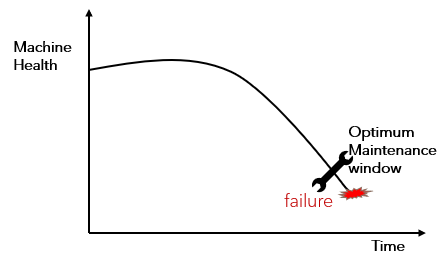 Machine
Health
Optimum
Maintenance
window
failure
Time